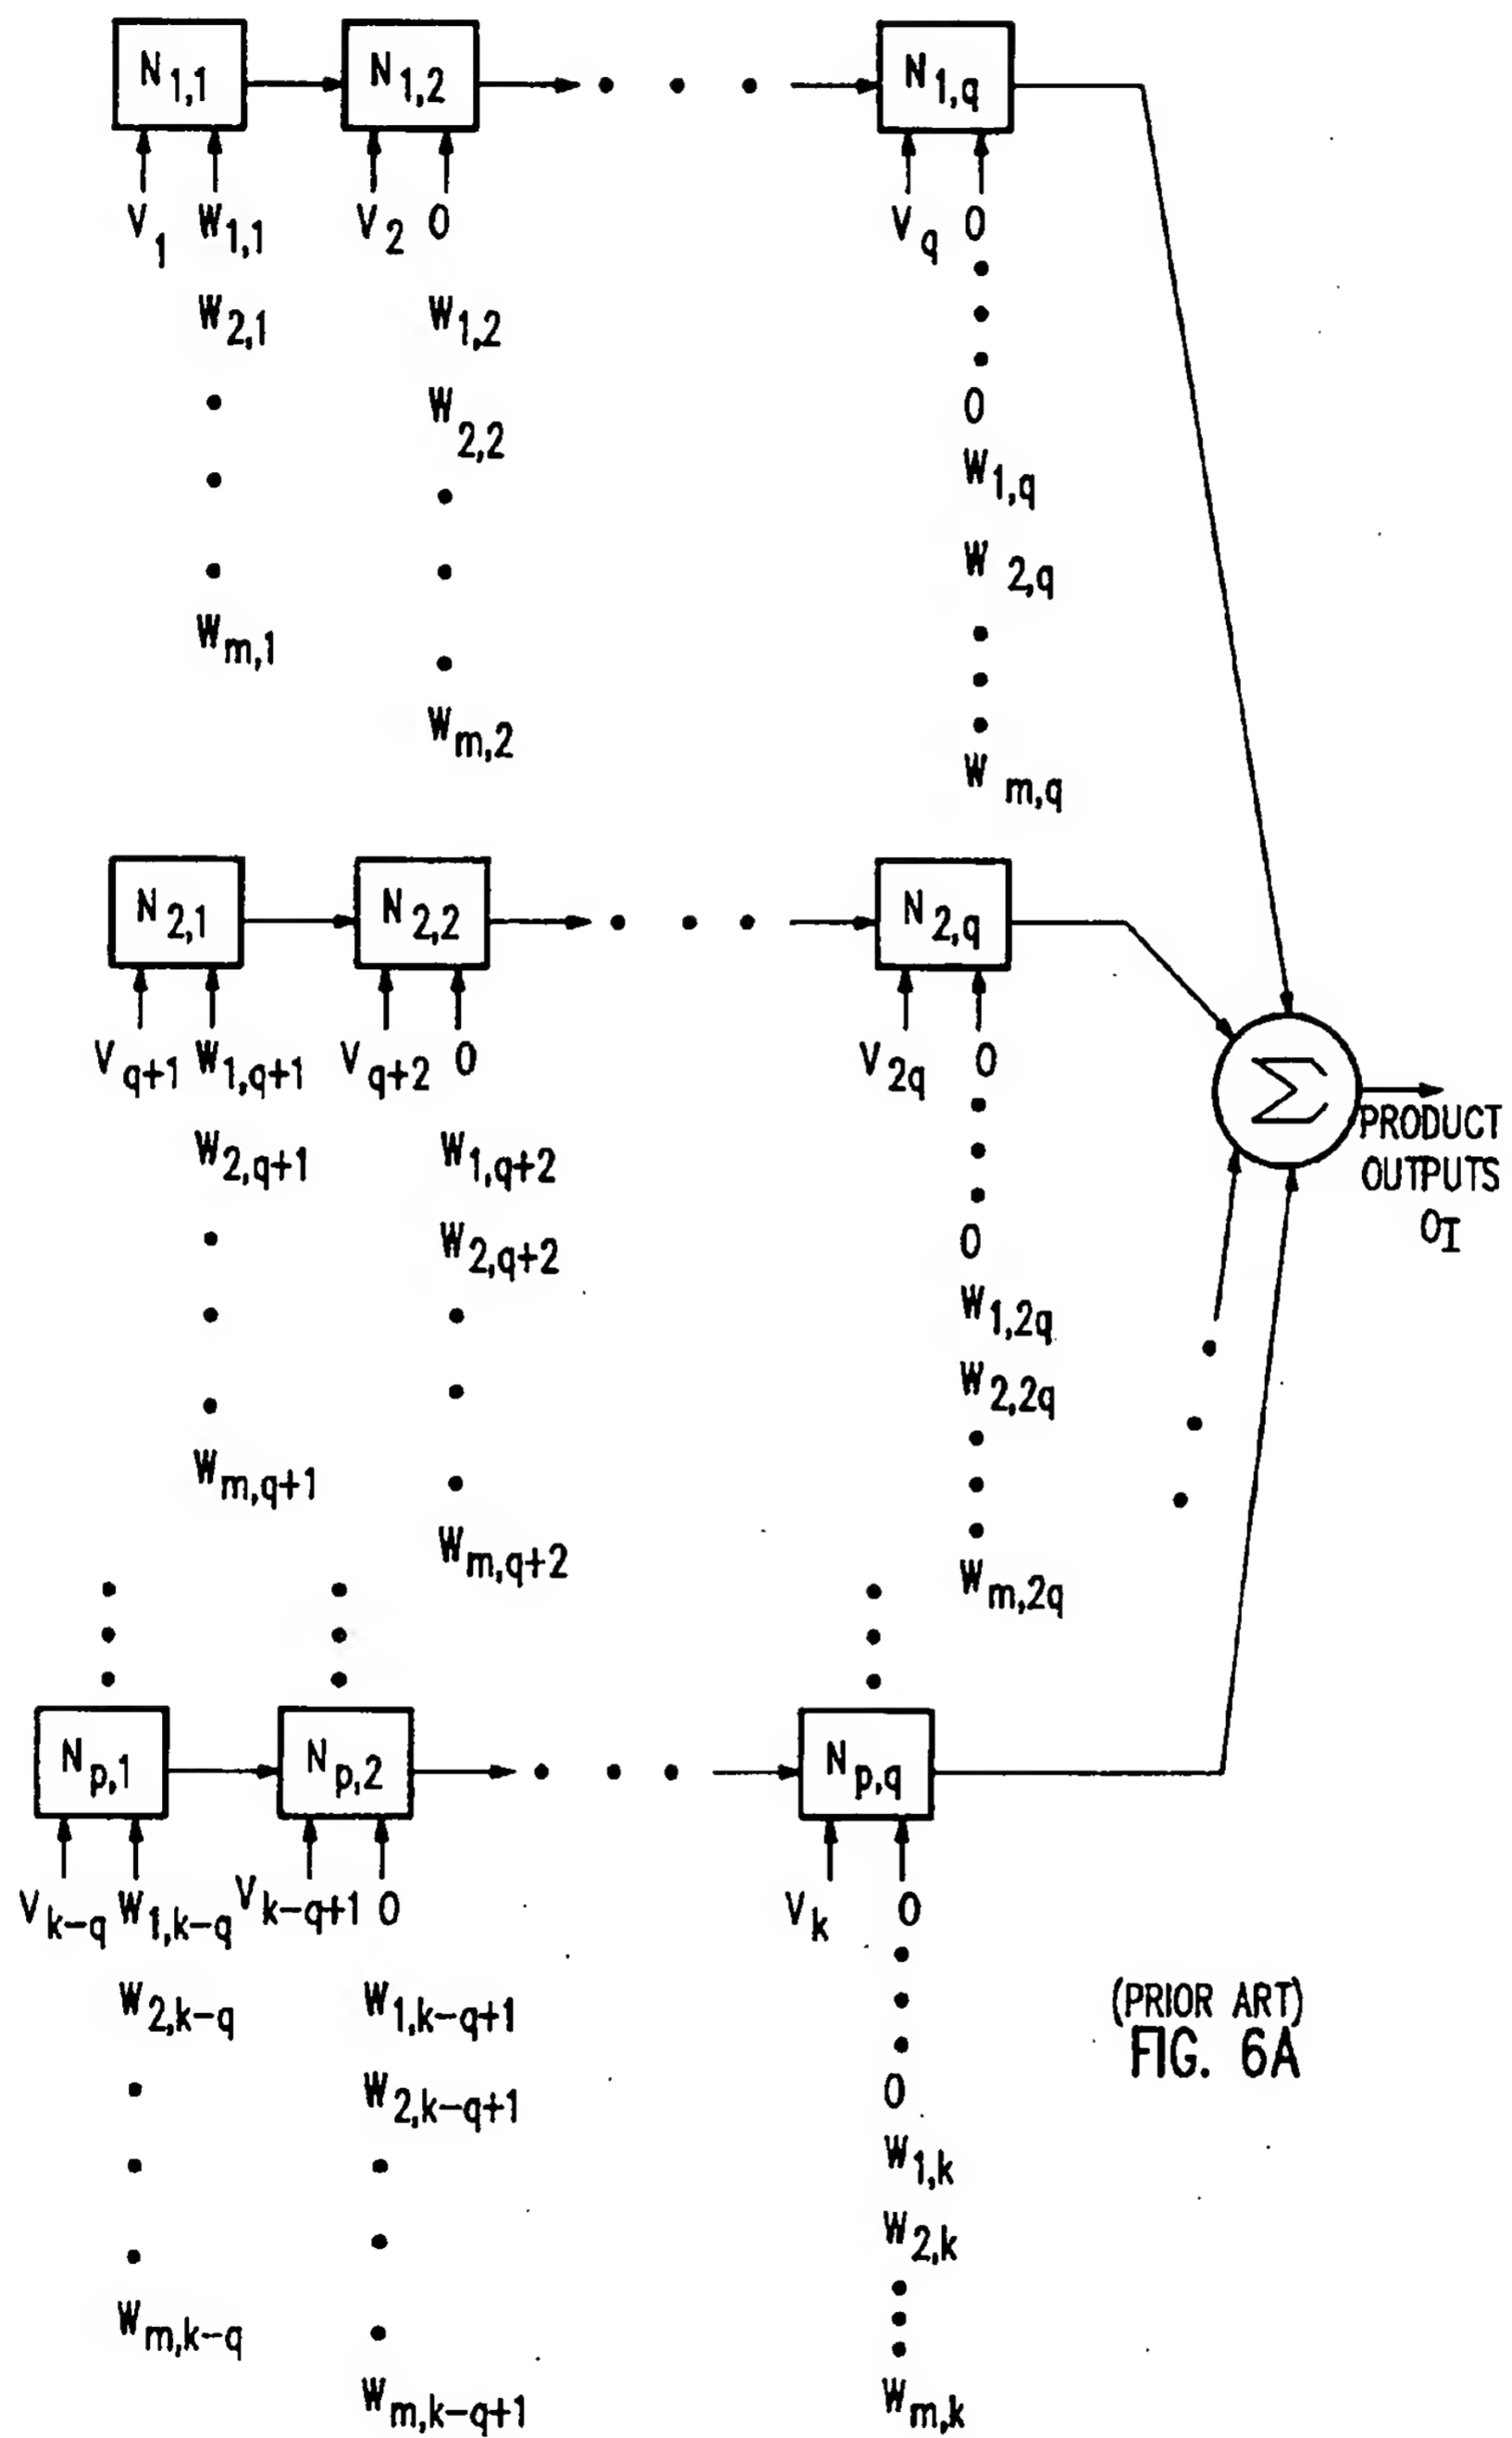 N1,1 N1,2 N1,q
V1 W1,1 V2 0 Vq 0
W2,1 W1,2
W2,2 0
W1,q
W2,q
Wm,1
Wm,2
Wm,q
N2,1 N2,2 N2,q
Vq+1 W1,q+1 Vq+2 0 V2q 0
W2,q+1 W1,q+2
W2,q+2 0
W1,2q
W2,2q
Wm,q+1
Wm,q+2
Wm,2q
Σ
PRODUCT
OUTPUTS
OI
Np,1 Np,2 Np,q
Vk-q W1,k-q Vk-q+1 0 Vk 0
W2,k-q W1,k-q+1
W2,k-q+1 0
W1,k
W2,k
Wm,k-q
Wm,k-q+1
Wm,k
(PRIOR ART)
FIG. 6A